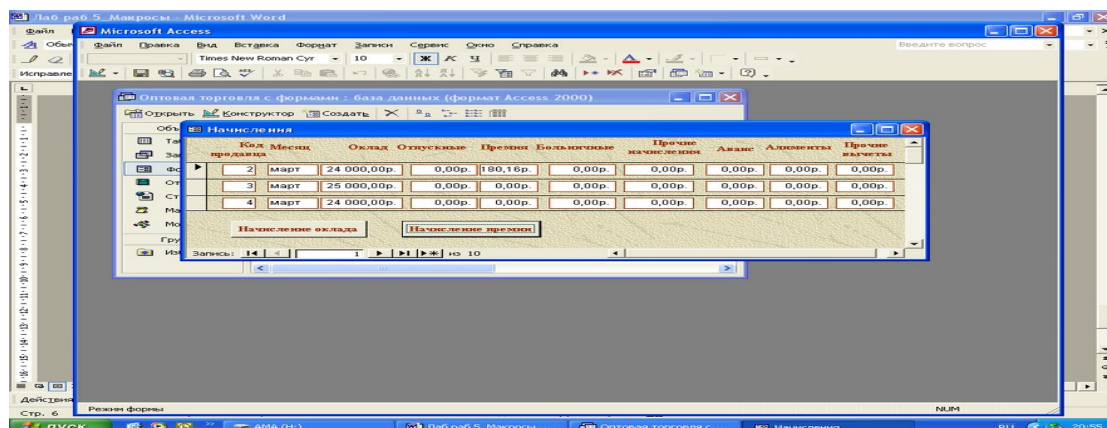 Лаб раб 5_Макросы - Microsoft Word
Файл
Microsoft Access
Файл Правка Вид Вставка Формат Записи Сервис Окно Справка Введите вопрос
Times New Roman Cyr 10 Ж К Ч
Исправле
Оптовая торговля с формами : база данных (формат Access 2000)
Открыть Конструктор Создать
Объ
Начисления
Код продавца Месяц Оклад Отпускные Премия Больничные Прочие начисления Аванс Алименты Прочие вычеты
2 март 24 000,00р. 0,00р. 180,16р. 0,00р. 0,00р. 0,00р. 0,00р. 0,00р.
3 март 25 000,00р. 0,00р. 0,00р. 0,00р. 0,00р. 0,00р. 0,00р. 0,00р.
4 март 24 000,00р. 0,00р. 0,00р. 0,00р. 0,00р. 0,00р. 0,00р. 0,00р.
Начисление оклада Начисление премии
Запись: 1 из 10
Действия
Режим формы NUM
Стр. 6
пуск AMA (H:) Лаб раб 5_Макросы Оптовая торговля с Начисления RU 20:55